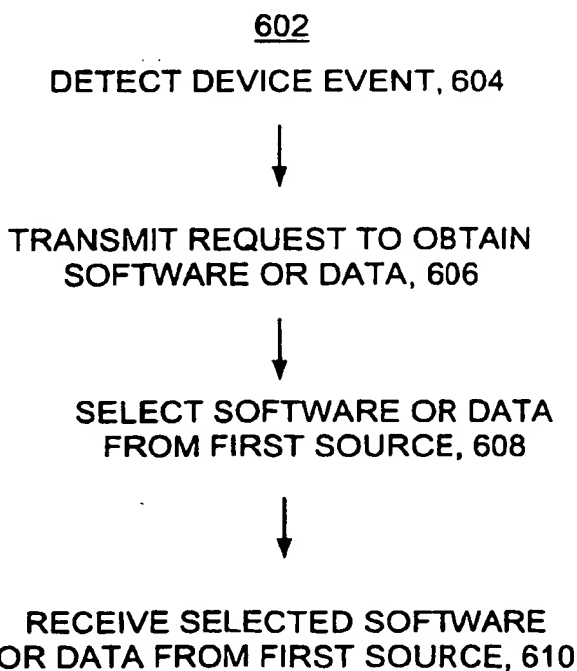 602
DETECT DEVICE EVENT, 604
TRANSMIT REQUEST TO OBTAIN
SOFTWARE OR DATA, 606
SELECT SOFTWARE OR DATA
FROM FIRST SOURCE, 608
RECEIVE SELECTED SOFTWARE
OR DATA FROM FIRST SOURCE, 610